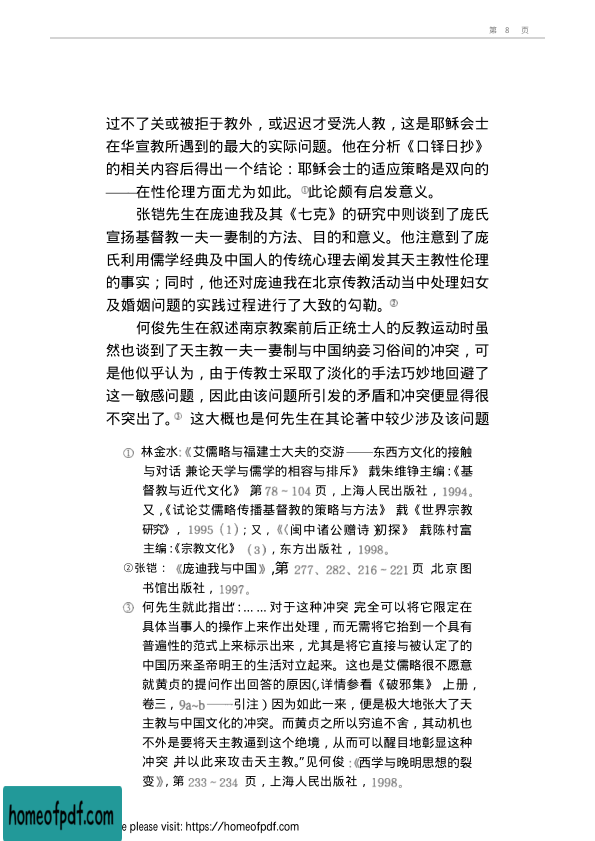 第 8 页
过不了关或被拒于教外，或迟迟才受洗人教，这是耶稣会士
在华宣教所遇到的最大的实际问题。他在分析《口铎日抄》
的相关内容后得出一个结论：耶稣会士的适应策略是双向的
——在性伦理方面尤为如此。①此论颇有启发意义。
张铠先生在庞迪我及其《七克》的研究中则谈到了庞氏
宣扬基督教一夫一妻制的方法、目的和意义。他注意到了庞
氏利用儒学经典及中国人的传统心理去阐发其天主教性伦理
的事实；同时，他还对庞迪我在北京传教活动当中处理妇女
及婚姻问题的实践过程进行了大致的勾勒。②
何俊先生在叙述南京教案前后正统士人的反教运动时虽
然也谈到了天主教一夫一妻制与中国纳妾习俗间的冲突，可
是他似乎认为，由于传教士采取了淡化的手法巧妙地回避了
这一敏感问题，因此由该问题所引发的矛盾和冲突便显得很
不突出了。③ 这大概也是何先生在其论著中较少涉及该问题
① 林金水:《艾儒略与福建士大夫的交游——东西方文化的接触
与对话 兼论天学与儒学的相容与排斥》 载朱维铮主编：《基
督教与近代文化》 第78～104 页，上海人民出版社，1994。
又，《试论艾儒略传播基督教的策略与方法》 载《世界宗教
研究》，1995（1）；又，《〈闽中诸公赠诗〉初探》 载陈村富
主编：《宗教文化》（3），东方出版社，1998。
②张铠：《庞迪我与中国》，第 277、282、216～221 页 北京图
书馆出版社，1997。
③ 何先生就此指出“：……对于这种冲突 完全可以将它限定在
具体当事人的操作上来作出处理，而无需将它抬到一个具有
普遍性的范式上来标示出来，尤其是将它直接与被认定了的
中国历来圣帝明王的生活对立起来。这也是艾儒略很不愿意
就黄贞的提问作出回答的原因(，详情参看《破邪集》，上册，
卷三，9a~b——引注）因为如此一来，便是极大地张大了天
主教与中国文化的冲突。而黄贞之所以穷追不舍，其动机也
不外是要将天主教逼到这个绝境，从而可以醒目地彰显这种
冲突 并以此来攻击天主教。”见何俊：《西学与晚明思想的裂
变》，第 233～234 页，上海人民出版社，1998。
homeofpdf.com
e please visit: https://homeofpdf.com